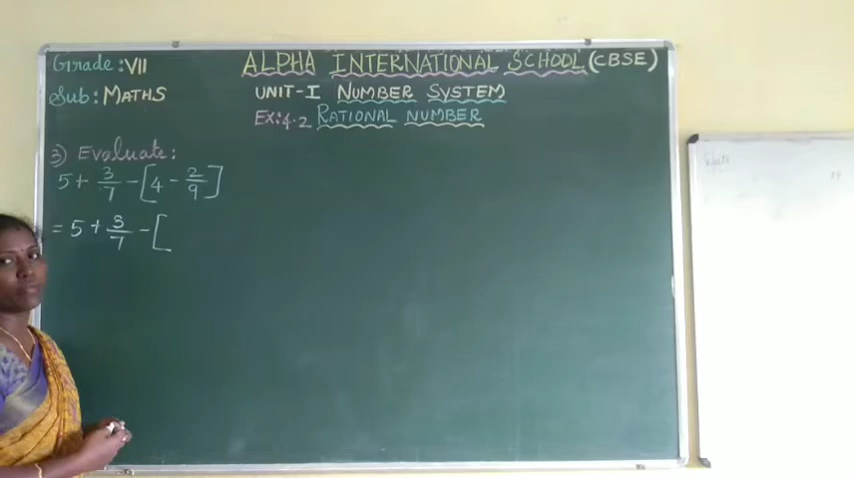 Grade : VII
ALPHA INTERNATIONAL SCHOOL (CBSE)
Sub : MATHS
UNIT-I NUMBER SYSTEM
Ex: 4.2 RATIONAL NUMBER
3) Evaluate :
5 + 3/7 - [4 - 2/9]
= 5 + 3/7 - [